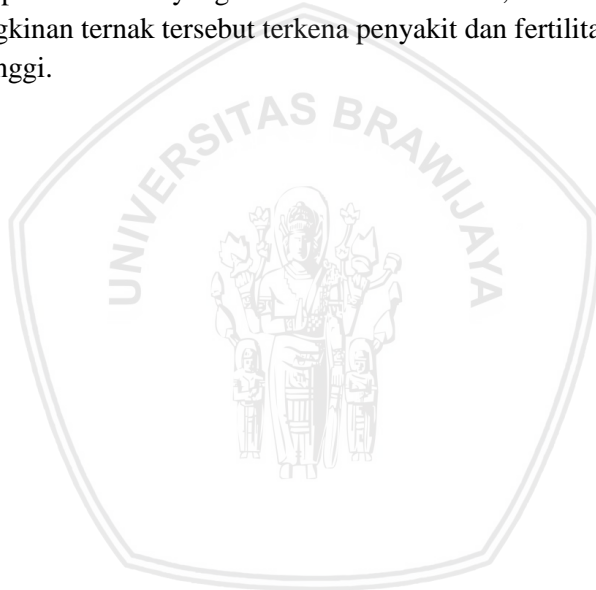 gkinan ternak tersebut terkena penyakit dan fertilita
nggi.
UNIVERSITAS BRAWIJAYA